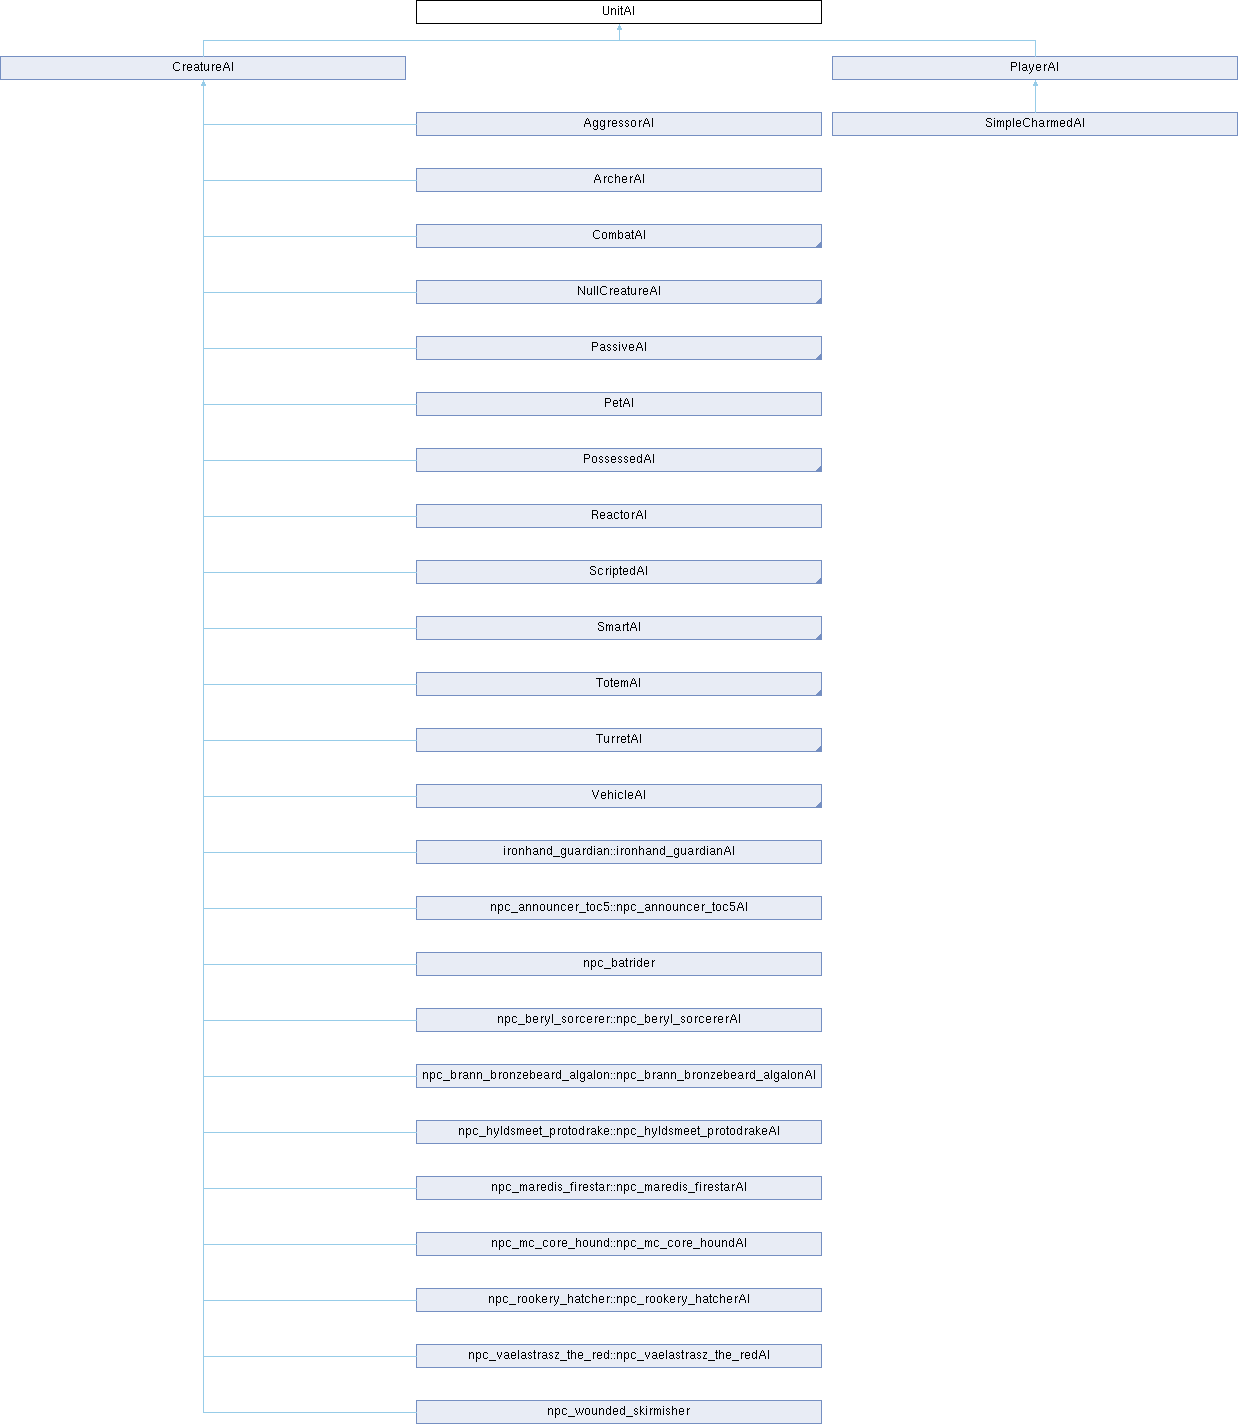 UnitAI
CreatureAI
PlayerAI
AggressorAI
SimpleCharmedAI
ArcherAI
CombatAI
NullCreatureAI
PassiveAI
PetAI
PossessedAI
ReactorAI
ScriptedAI
SmartAI
TotemAI
TurretAI
VehicleAI
ironhand_guardian::ironhand_guardianAI
npc_announcer_toc5::npc_announcer_toc5AI
npc_batrider
npc_beryl_sorcerer::npc_beryl_sorcererAI
npc_brann_bronzebeard_algalon::npc_brann_bronzebeard_algalonAI
npc_hyldsmeet_protodrake::npc_hyldsmeet_protodrakeAI
npc_maredis_firestar::npc_maredis_firestarAI
npc_mc_core_hound::npc_mc_core_houndAI
npc_rookery_hatcher::npc_rookery_hatcherAI
npc_vaelastrasz_the_red::npc_vaelastrasz_the_redAI
npc_wounded_skirmisher